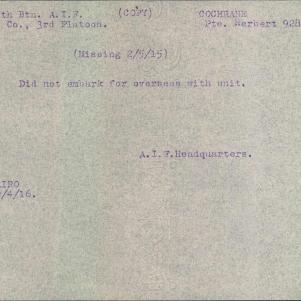 th Btn. A.I.F. (COPY) COCHRANE
Co., 3rd Platoon. Pte. Herbert 928
(Missing 2/5/15)
Did not embark for overseas with unit.
A.I.F.Headquarters.
IRO
/4/16.